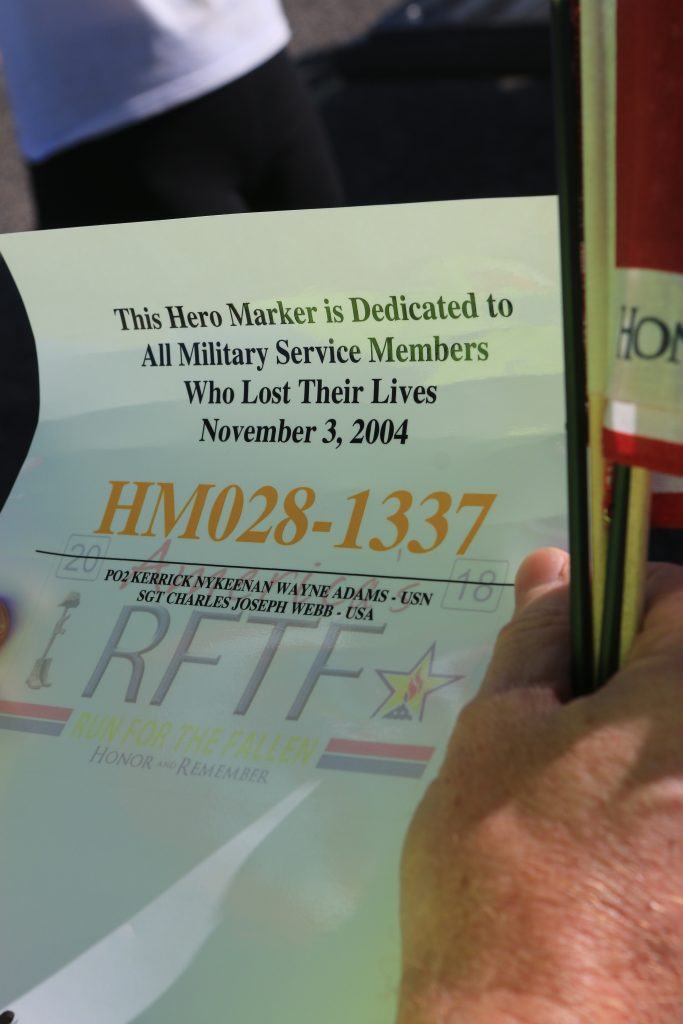 This Hero Marker is Dedicated to
All Military Service Members
Who Lost Their Lives
November 3, 2004
HM028-1337
20 America's 18
PO2 KERRICK NYKEENAN WAYNE ADAMS - USN
SGT CHARLES JOSEPH WEBB - USA
RFTF
RUN FOR THE FALLEN
HONOR AND REMEMBER
HON